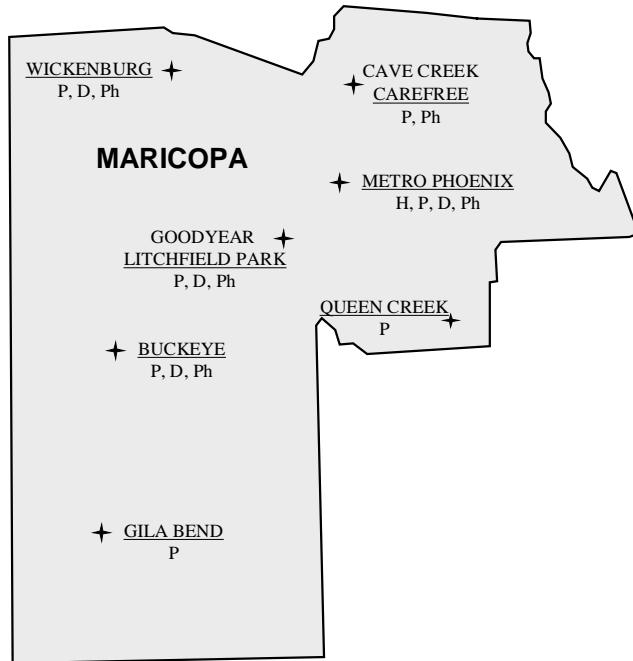 WICKENBURG
P, D, Ph
CAVE CREEK
CAREFREE
P, Ph
MARICOPA
METRO PHOENIX
H, P, D, Ph
GOODYEAR
LITCHFIELD PARK
P, D, Ph
QUEEN CREEK
P
BUCKEYE
P, D, Ph
GILA BEND
P